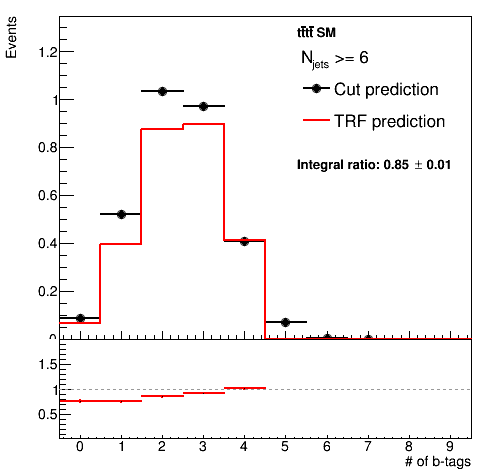 Events
tt̄tt̄ SM
Njets >= 6
Cut prediction
TRF prediction
Integral ratio: 0.85 ± 0.01
1.2
1
0.8
0.6
0.4
0.2
0
1.5
1
0.5
0 1 2 3 4 5 6 7 8 9
# of b-tags